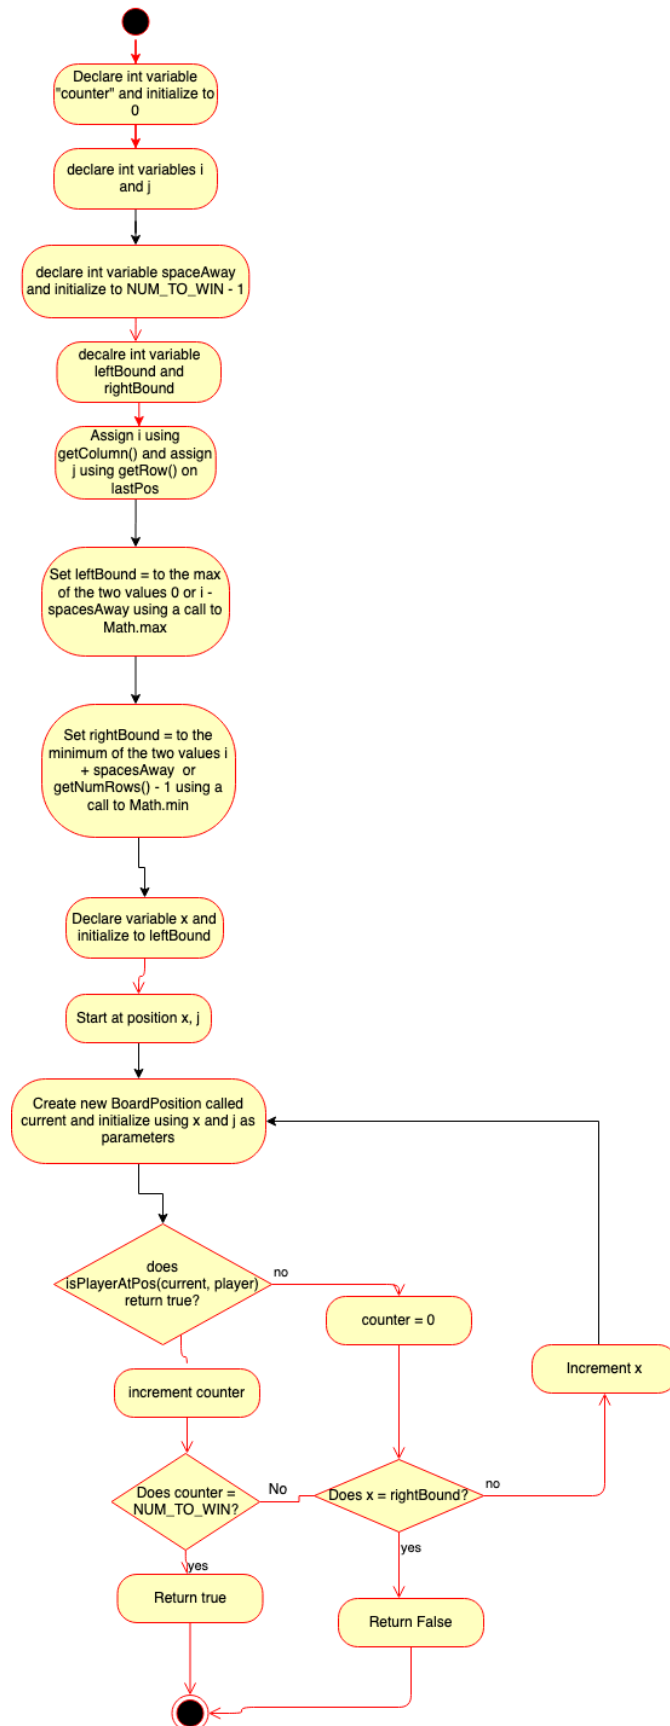 Declare int variable
"counter" and initialize to
0
declare int variables i
and j
declare int variable spaceAway
and initialize to NUM_TO_WIN - 1
decalre int variable
leftBound and
rightBound
Assign i using
getColumn() and assign
j using getRow() on
lastPos
Set leftBound = to the max
of the two values 0 or i -
spacesAway using a call to
Math.max
Set rightBound = to the
minimum of the two values i
+ spacesAway or
getNumRows() - 1 using a
call to Math.min
Declare variable x and
initialize to leftBound
Start at position x, j
Create new BoardPosition called
current and initialize using x and j as
parameters
does
isPlayerAtPos(current, player)
return true?
no
counter = 0
Increment x
increment counter
Does counter =
NUM_TO_WIN?
No
Does x = rightBound?
no
yes
yes
Return true
Return False